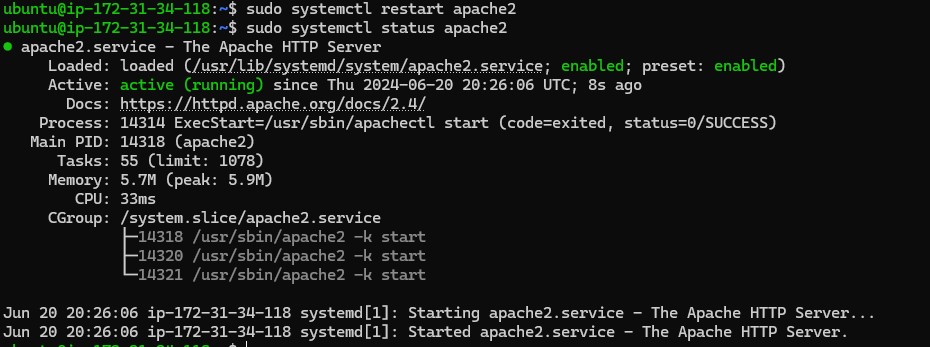 ubuntu@ip-172-31-34-118:~$ sudo systemctl restart apache2
ubuntu@ip-172-31-34-118:~$ sudo systemctl status apache2
● apache2.service - The Apache HTTP Server
Loaded: loaded (/usr/lib/systemd/system/apache2.service; enabled; preset: enabled)
Active: active (running) since Thu 2024-06-20 20:26:06 UTC; 8s ago
Docs: https://httpd.apache.org/docs/2.4/
Process: 14314 ExecStart=/usr/sbin/apachectl start (code=exited, status=0/SUCCESS)
Main PID: 14318 (apache2)
Tasks: 55 (limit: 1078)
Memory: 5.7M (peak: 5.9M)
CPU: 33ms
CGroup: /system.slice/apache2.service
├─14318 /usr/sbin/apache2 -k start
├─14320 /usr/sbin/apache2 -k start
└─14321 /usr/sbin/apache2 -k start
Jun 20 20:26:06 ip-172-31-34-118 systemd[1]: Starting apache2.service - The Apache HTTP Server...
Jun 20 20:26:06 ip-172-31-34-118 systemd[1]: Started apache2.service - The Apache HTTP Server.